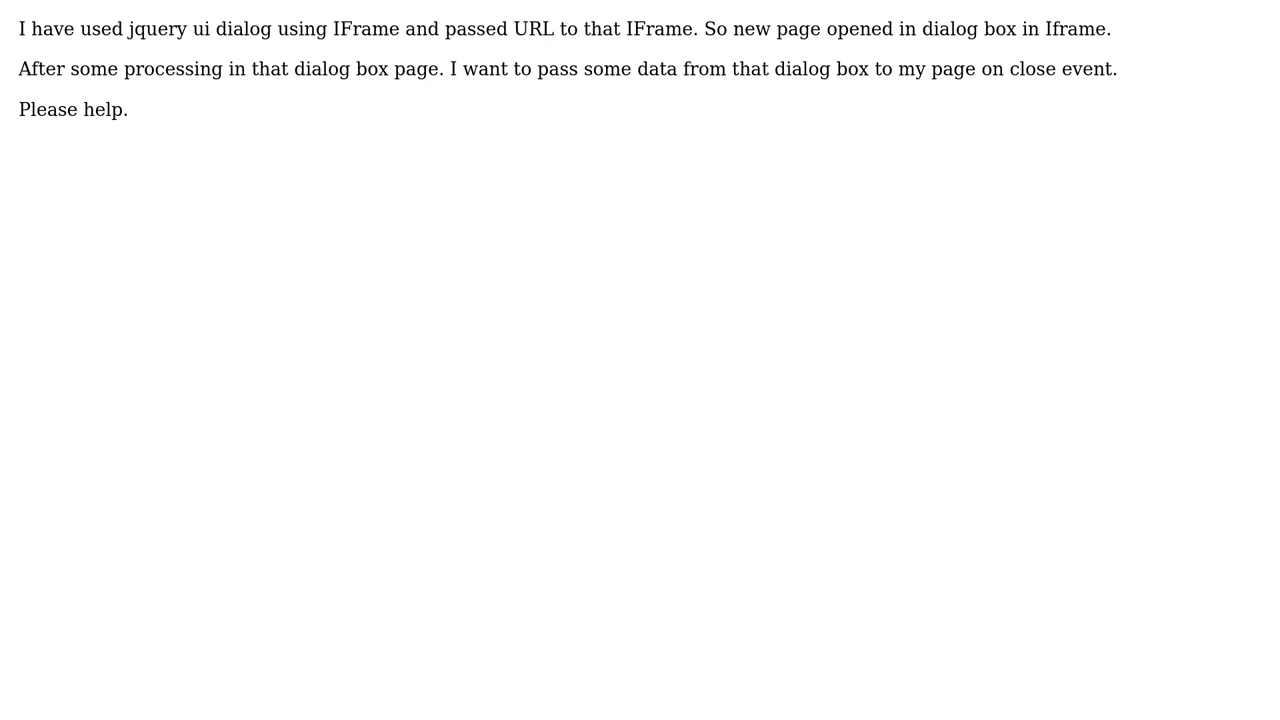 I have used jquery ui dialog using IFrame and passed URL to that IFrame. So new page opened in dialog box in Iframe.
After some processing in that dialog box page. I want to pass some data from that dialog box to my page on close event.
Please help.